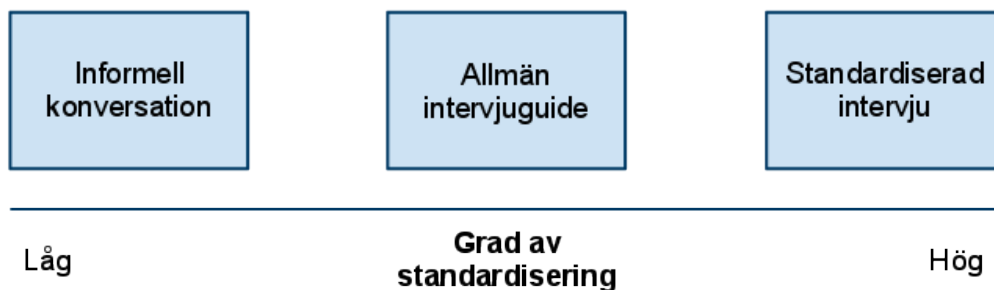 Informell
konversation
Allmän
intervjuguide
Standardiserad
intervju
Låg
Grad av
standardisering
Hög